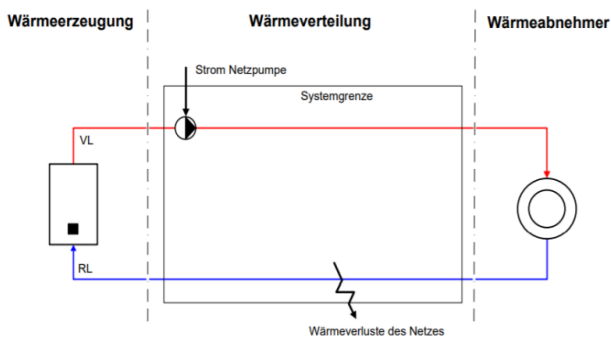 Wärmeerzeugung
Wärmeverteilung
Wärmeabnehmer
Strom Netzpumpe
Systemgrenze
VL
RL
Wärmeverluste des Netzes